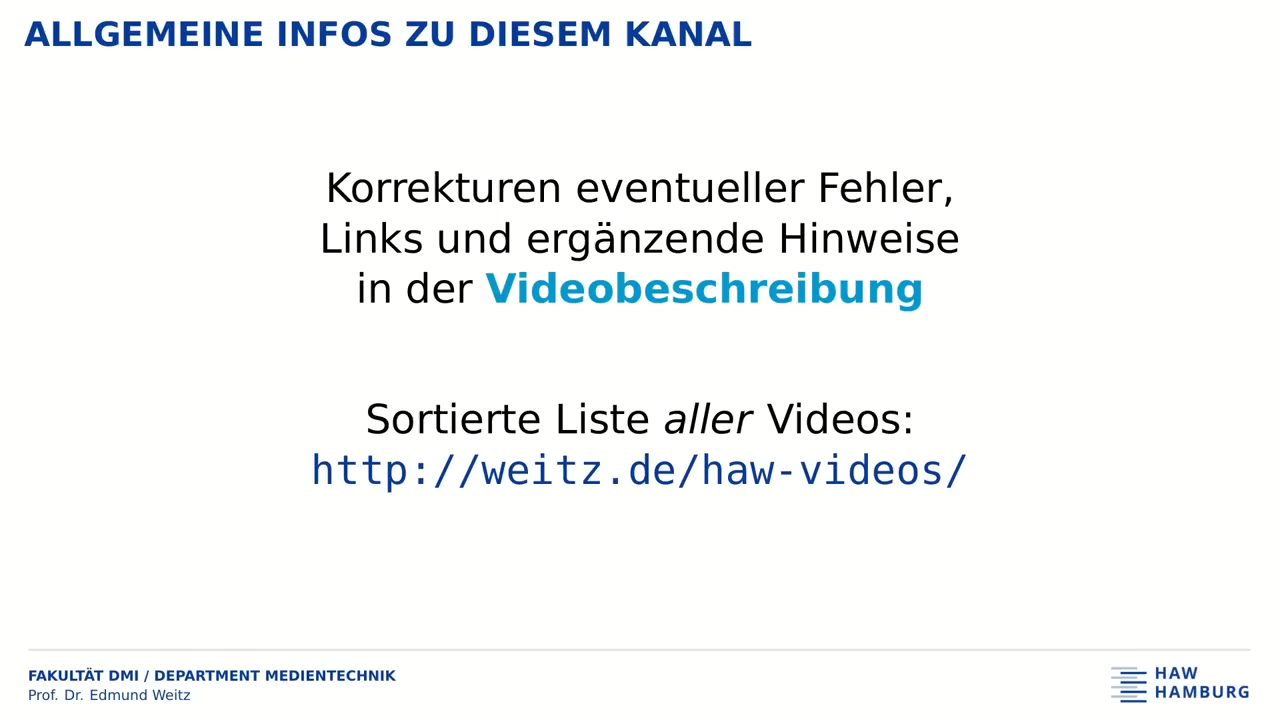 ALLGEMEINE INFOS ZU DIESEM KANAL
Korrekturen eventueller Fehler,
Links und ergänzende Hinweise
in der Videobeschreibung
Sortierte Liste aller Videos:
http://weitz.de/haw-videos/
FAKULTÄT DMI / DEPARTMENT MEDIENTECHNIK
Prof. Dr. Edmund Weitz
HAW
HAMBURG